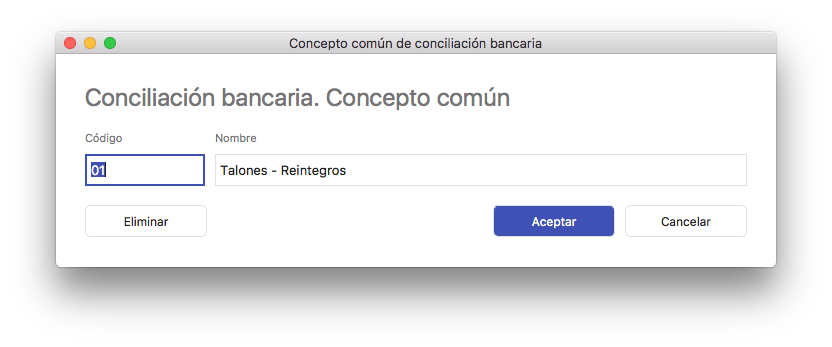 Concepto común de conciliación bancaria
Conciliación bancaria. Concepto común
Código Nombre
01 Talones - Reintegros
Eliminar Aceptar Cancelar